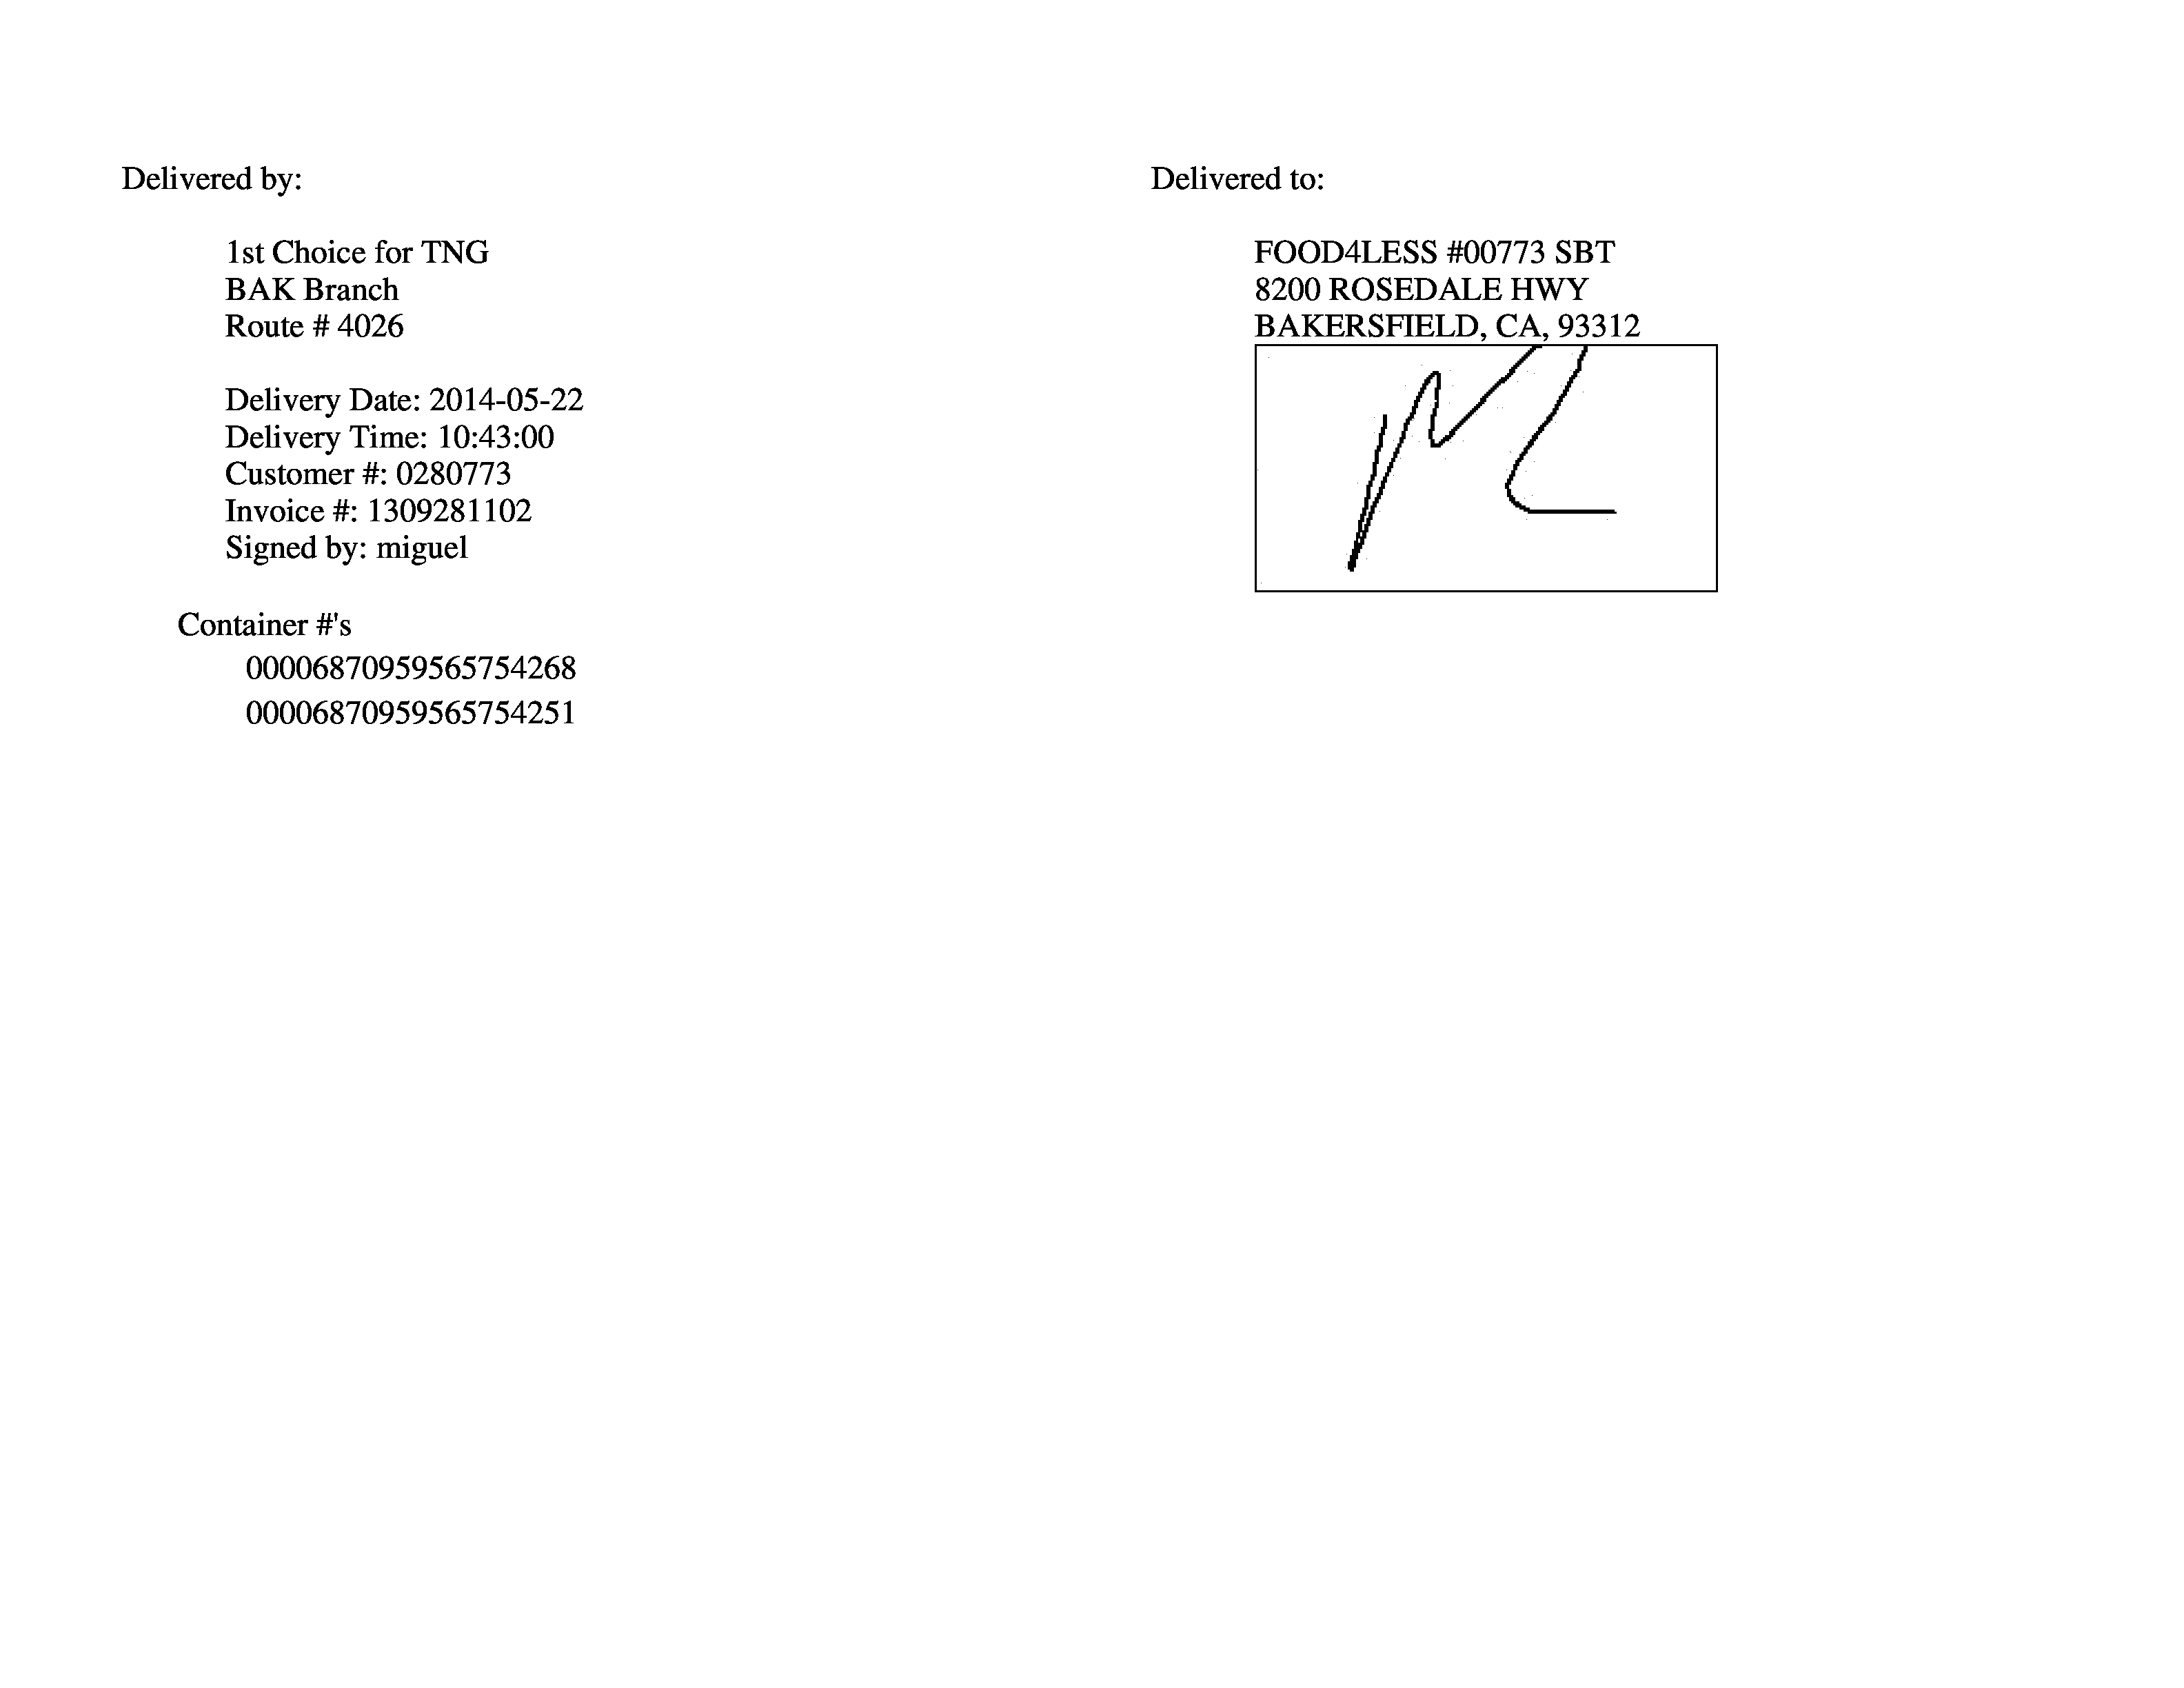 Delivered by:
1st Choice for TNG
BAK Branch
Route # 4026
Delivery Date: 2014-05-22
Delivery Time: 10:43:00
Customer #: 0280773
Invoice #: 1309281102
Signed by: miguel
Container #'s
00006870959565754268
00006870959565754251
Delivered to:
FOOD4LESS #00773 SBT
8200 ROSEDALE HWY
BAKERSFIELD, CA, 93312